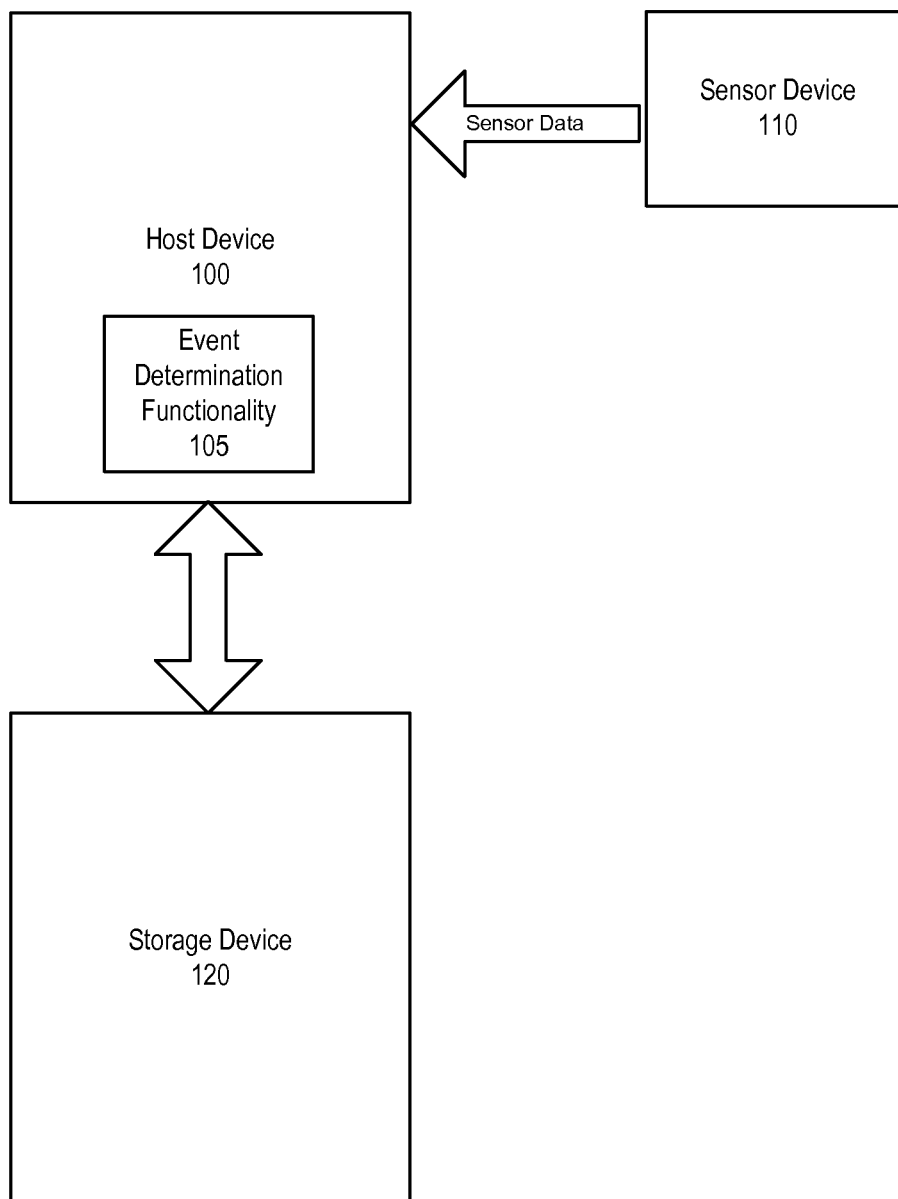 Sensor Device
110
Sensor Data
Host Device
100
Event
Determination
Functionality
105
Storage Device
120